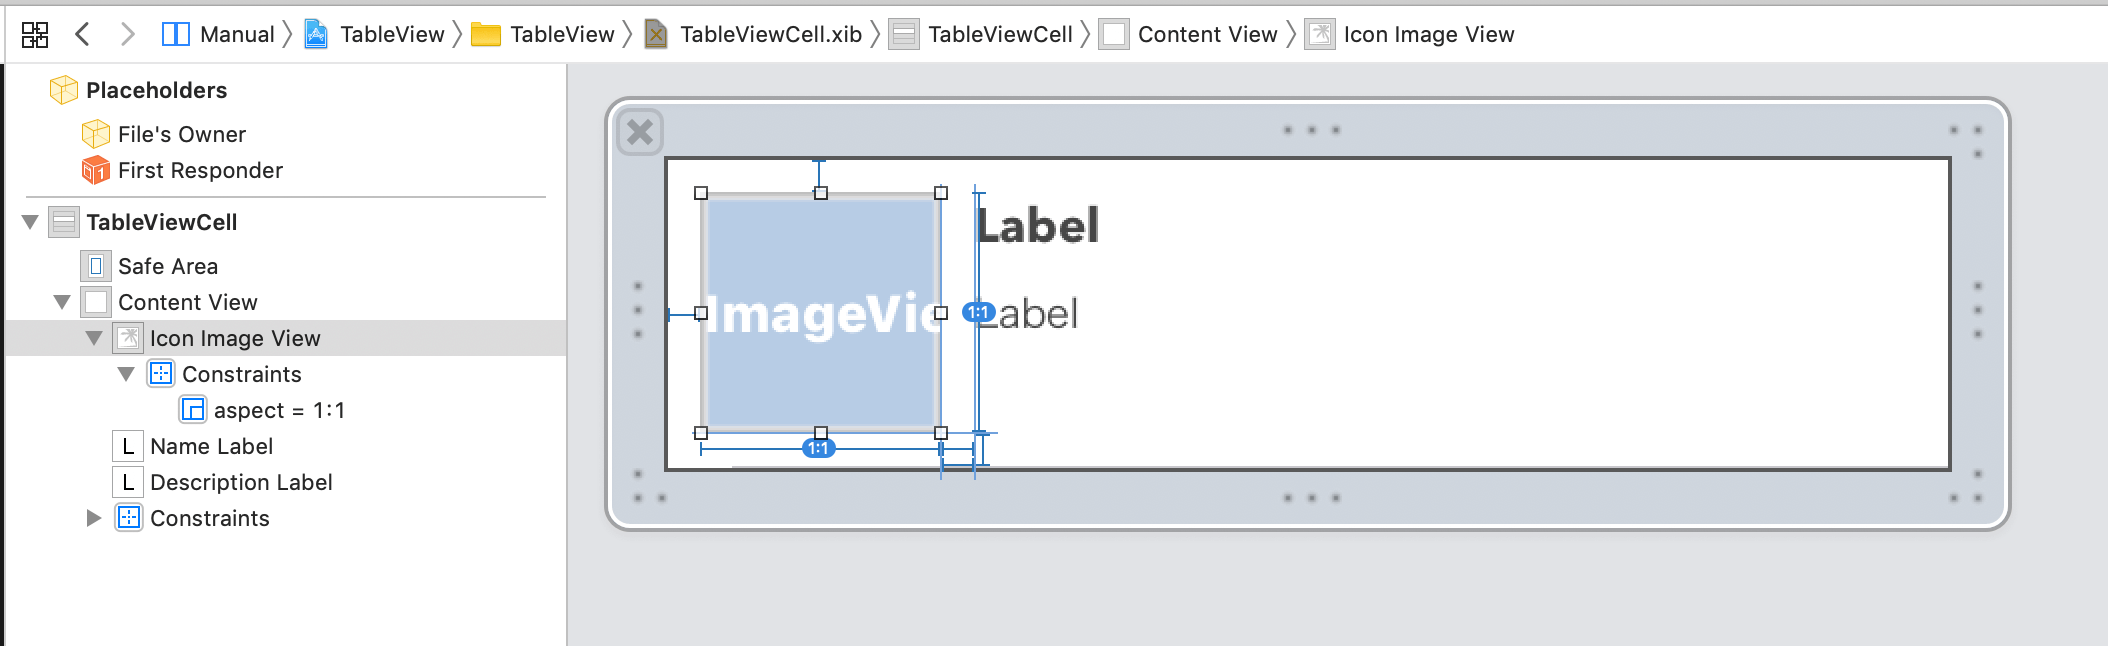 Manual TableView TableView TableViewCell.xib TableViewCell Content View Icon Image View
Placeholders
File's Owner
First Responder
TableViewCell
Safe Area
Content View
Icon Image View
Constraints
aspect = 1:1
L Name Label
L Description Label
Constraints
Label
ImageVie
1:1
Label
1:1